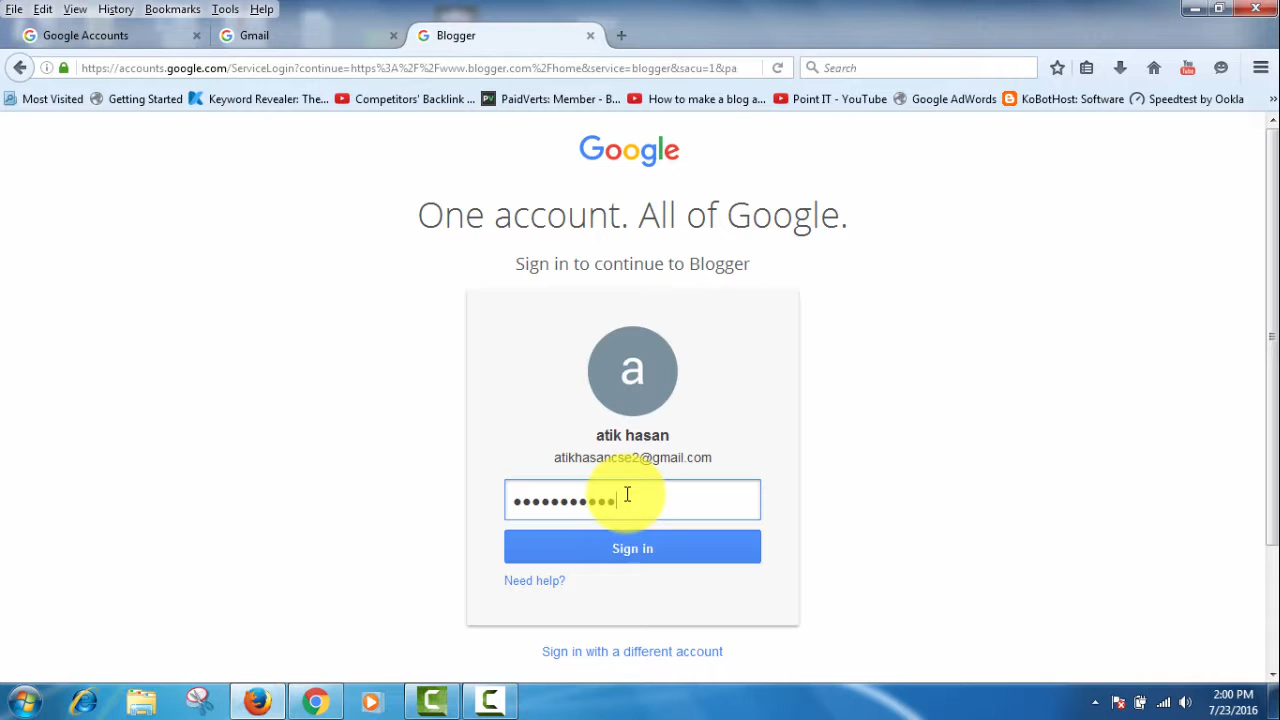 File Edit View History Bookmarks Tools Help
Google Accounts Gmail Blogger
https://accounts.google.com/ServiceLogin?continue=https%3A%2F%2Fwww.blogger.com%2Fhome&service=blogger&sacu=1&pa Search
Most Visited Getting Started Keyword Revealer: The... Competitors' Backlink ... PaidVerts: Member - B... How to make a blog a... Point IT - YouTube Google AdWords KoBotHost: Software Speedtest by Ookla
Google
One account. All of Google.
Sign in to continue to Blogger
a
atik hasan
atikhasancse2@gmail.com
Sign in
Need help?
Sign in with a different account
2:00 PM
7/23/2016